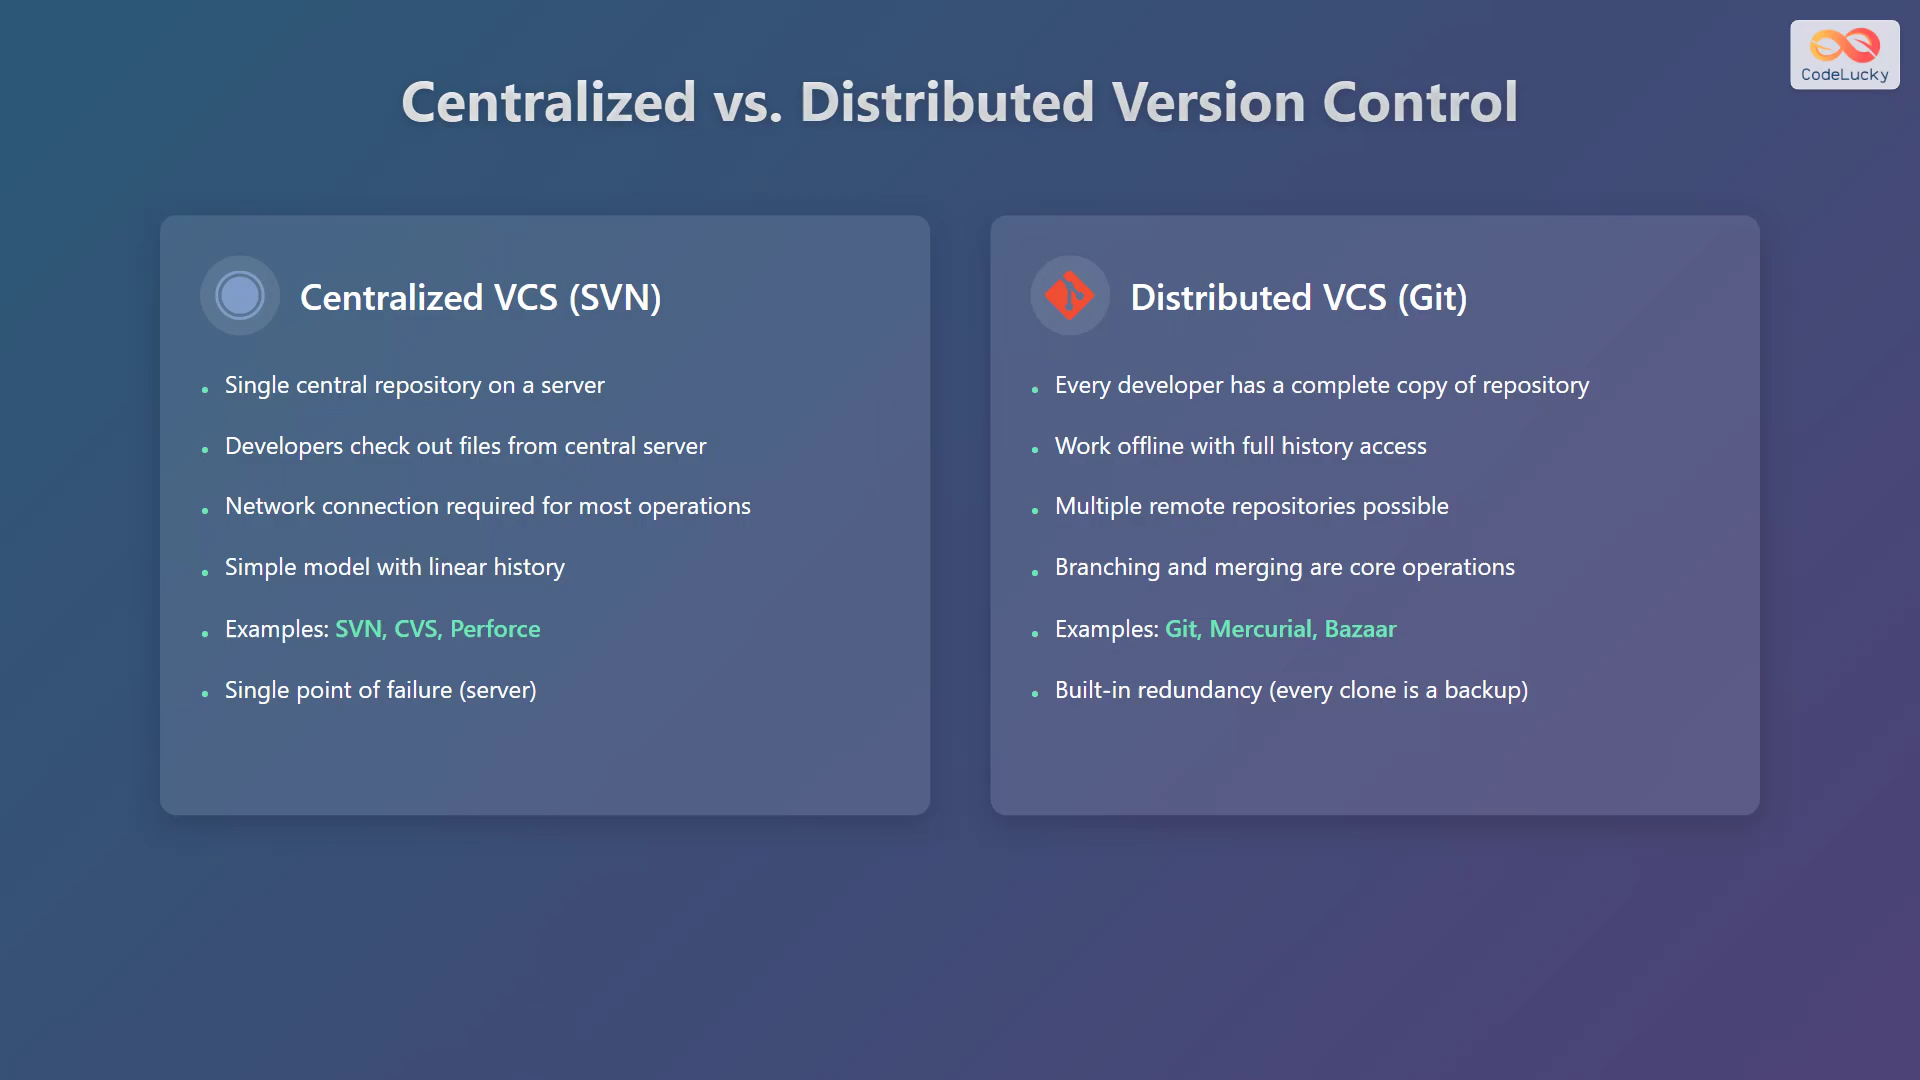 CodeLucky
Centralized vs. Distributed Version Control
Centralized VCS (SVN)
Single central repository on a server
Developers check out files from central server
Network connection required for most operations
Simple model with linear history
Examples: SVN, CVS, Perforce
Single point of failure (server)
Distributed VCS (Git)
Every developer has a complete copy of repository
Work offline with full history access
Multiple remote repositories possible
Branching and merging are core operations
Examples: Git, Mercurial, Bazaar
Built-in redundancy (every clone is a backup)